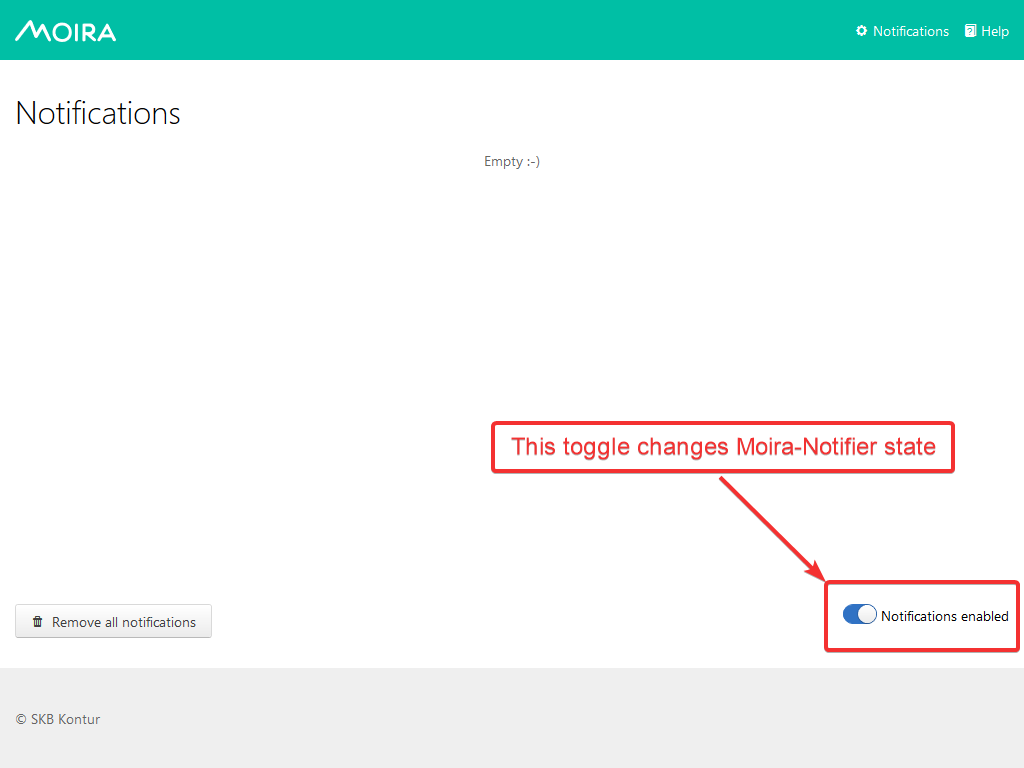 MOIRA
Notifications
Help
Notifications
Empty :-)
This toggle changes Moira-Notifier state
Remove all notifications
Notifications enabled
© SKB Kontur